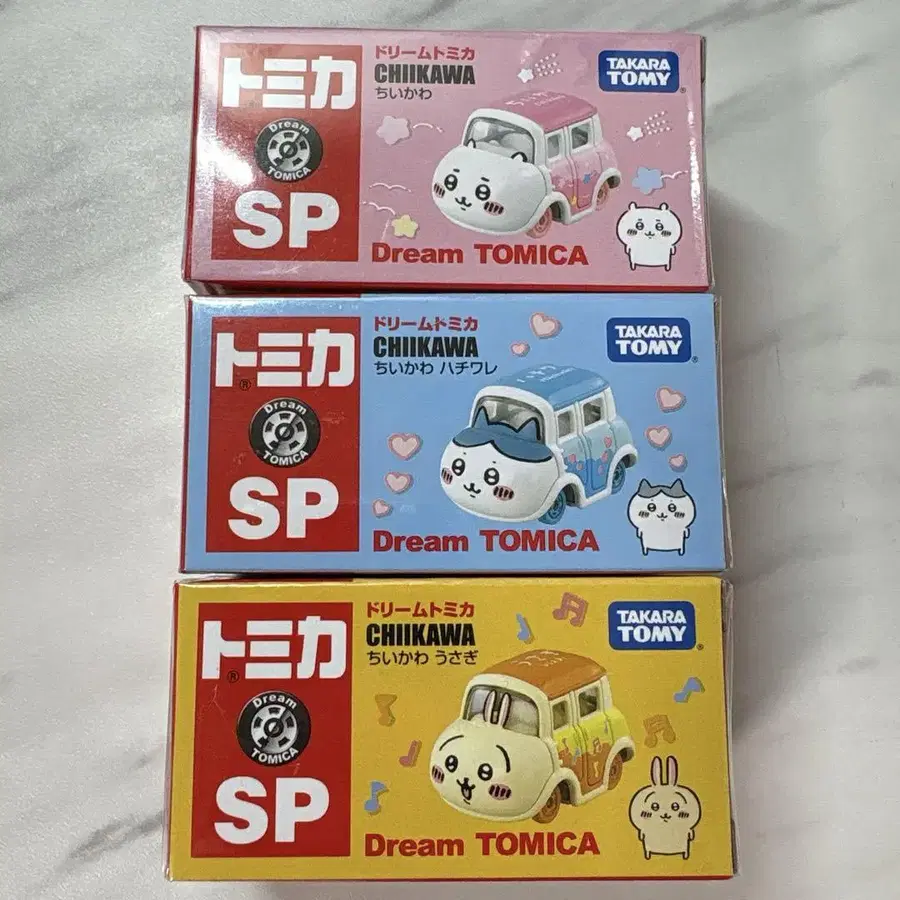 トミカ
Dream
TOMICA
SP
ドリームトミカ
CHIIKAWA
ちいかわ
TAKARA
TOMY
Dream TOMICA
トミカ
Dream
TOMICA
SP
ドリームトミカ
CHIIKAWA
ちいかわ ハチワレ
TAKARA
TOMY
Dream TOMICA
トミカ
Dream
TOMICA
SP
ドリームトミカ
CHIIKAWA
ちいかわ うさぎ
TAKARA
TOMY
Dream TOMICA